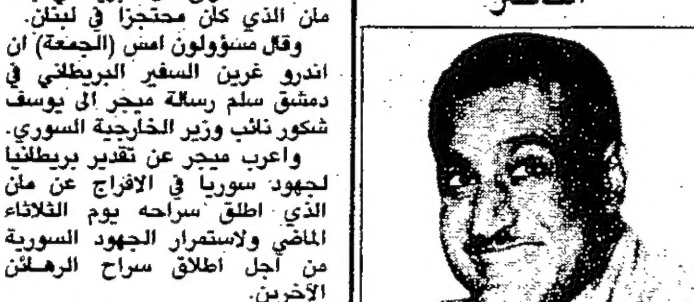 مان الذي كان محتجزا في لبنان.
وقال مسؤولون امس (الجمعة) ان
اندرو غرين السفير البريطاني في
دمشق سلم رسالة ميجر الى يوسف
شكور نائب وزير الخارجية السوري.
واعرب ميجر عن تقدير بريطانيا
لجهود سوريا في الافراج عن مان
الذي اطلق سراحه يوم الثلاثاء
الماضي ولاستمرار الجهود السورية
من أجل اطلاق سراح الرهائن
الآخرين.